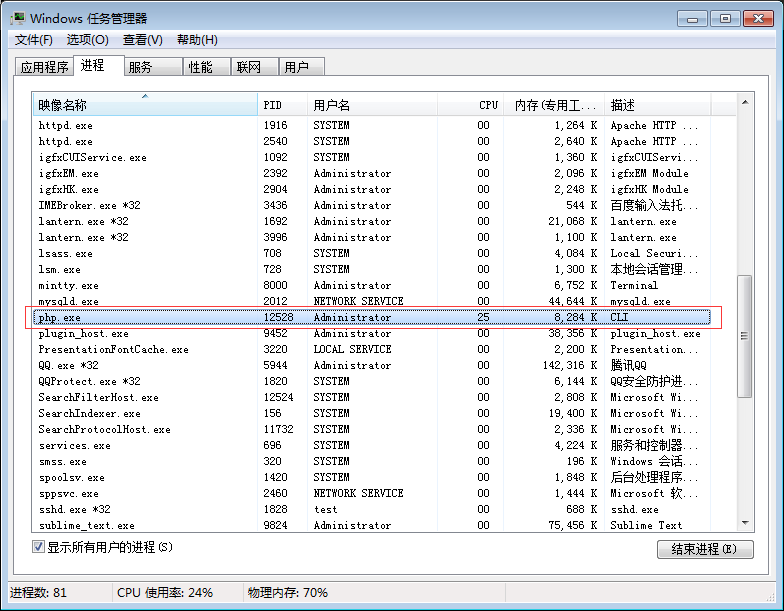 Windows 任务管理器
文件(F) 选项(O) 查看(V) 帮助(H)
应用程序 进程 服务 性能 联网 用户
映像名称 PID 用户名 CPU 内存(专用工... 描述
httpd.exe 1916 SYSTEM 00 1,264 K Apache HTTP ...
httpd.exe 2540 SYSTEM 00 2,640 K Apache HTTP ...
igfxCUIService.exe 1092 SYSTEM 00 1,360 K igfxCUIServi...
igfxEM.exe 2392 Administrator 00 2,096 K igfxEM Module
igfxHK.exe 2904 Administrator 00 2,248 K igfxHK Module
IMEBroker.exe *32 3436 Administrator 00 544 K 百度输入法托...
lantern.exe *32 1692 Administrator 00 21,068 K lantern.exe
lantern.exe *32 3996 Administrator 00 1,100 K lantern.exe
lsass.exe 708 SYSTEM 00 4,084 K Local Securi...
lsm.exe 728 SYSTEM 00 1,300 K 本地会话管理...
mintty.exe 8000 Administrator 00 6,752 K Terminal
mysqld.exe 2012 NETWORK SERVICE 00 44,644 K mysqld.exe
php.exe 12528 Administrator 25 8,284 K CLI
plugin_host.exe 9452 Administrator 00 38,356 K plugin_host.exe
PresentationFontCache.exe 3220 LOCAL SERVICE 00 2,200 K Presentation...
QQ.exe *32 5944 Administrator 00 142,316 K 腾讯QQ
QQProtect.exe *32 1820 SYSTEM 00 6,144 K QQ安全防护进...
SearchFilterHost.exe 12524 SYSTEM 00 2,808 K Microsoft Wi...
SearchIndexer.exe 156 SYSTEM 00 19,400 K Microsoft Wi...
SearchProtocolHost.exe 11732 SYSTEM 00 2,336 K Microsoft Wi...
services.exe 696 SYSTEM 00 4,224 K 服务和控制器...
smss.exe 320 SYSTEM 00 196 K Windows 会话...
spoolsv.exe 1420 SYSTEM 00 1,848 K 后台处理程序...
sppsvc.exe 2460 NETWORK SERVICE 00 1,444 K Microsoft 软...
sshd.exe *32 1828 test 00 688 K sshd.exe
sublime_text.exe 9824 Administrator 00 75,456 K Sublime Text
显示所有用户的进程(S) 结束进程(E)
进程数: 81 CPU 使用率: 24% 物理内存: 70%